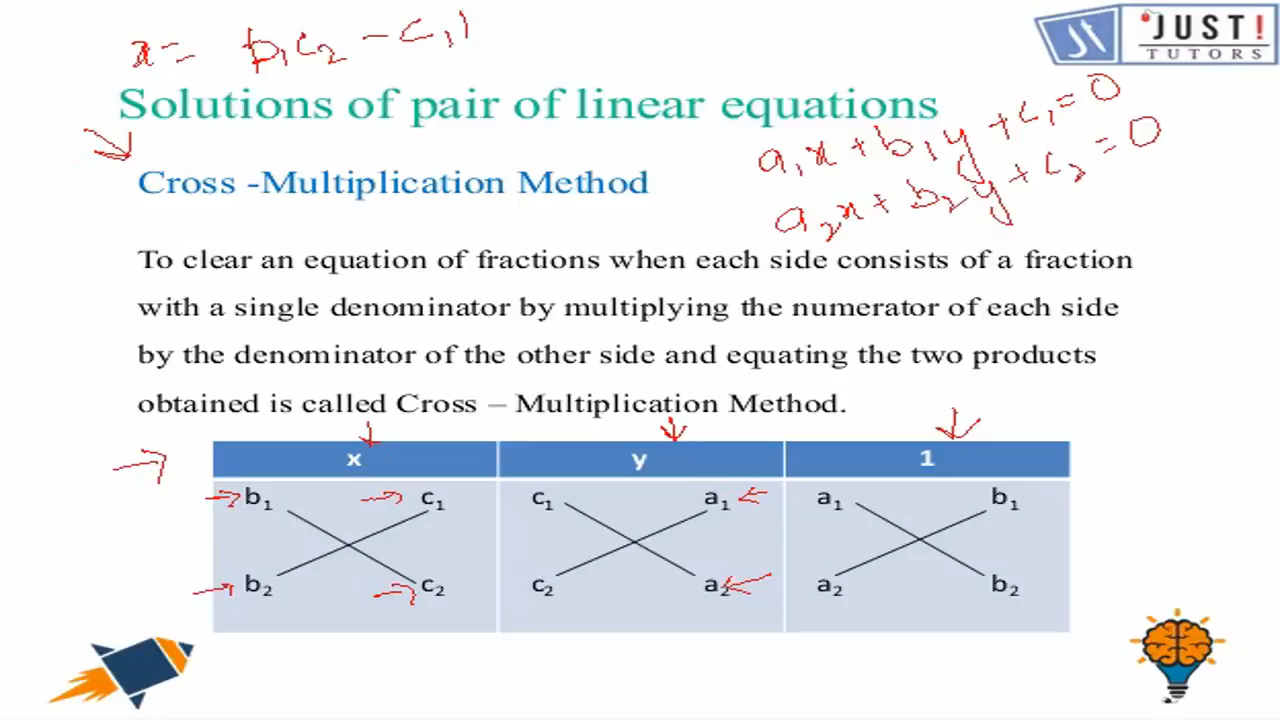 x = b₁c₂ - c₁
JUST!
TUTORS
Solutions of pair of linear equations
a₁x + b₁y + c₁ = 0
a₂x + b₂y + c₂ = 0
Cross -Multiplication Method
To clear an equation of fractions when each side consists of a fraction
with a single denominator by multiplying the numerator of each side
by the denominator of the other side and equating the two products
obtained is called Cross – Multiplication Method.
x y 1
b₁ c₁ c₁ a₁ a₁ b₁
b₂ c₂ c₂ a₂ a₂ b₂